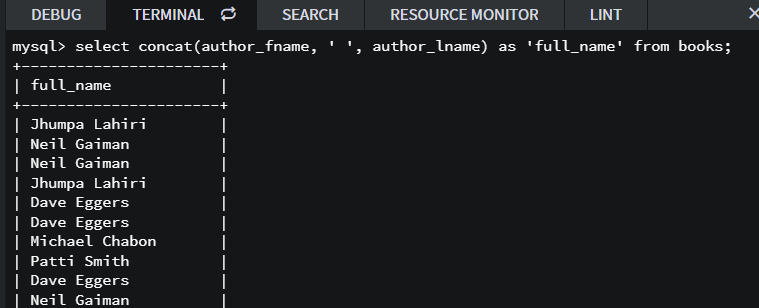 DEBUG TERMINAL SEARCH RESOURCE MONITOR LINT
mysql> select concat(author_fname, ' ', author_lname) as 'full_name' from books;
+----------------------+
| full_name            |
+----------------------+
| Jhumpa Lahiri        |
| Neil Gaiman          |
| Neil Gaiman          |
| Jhumpa Lahiri        |
| Dave Eggers          |
| Dave Eggers          |
| Michael Chabon       |
| Patti Smith          |
| Dave Eggers          |
| Neil Gaiman          |